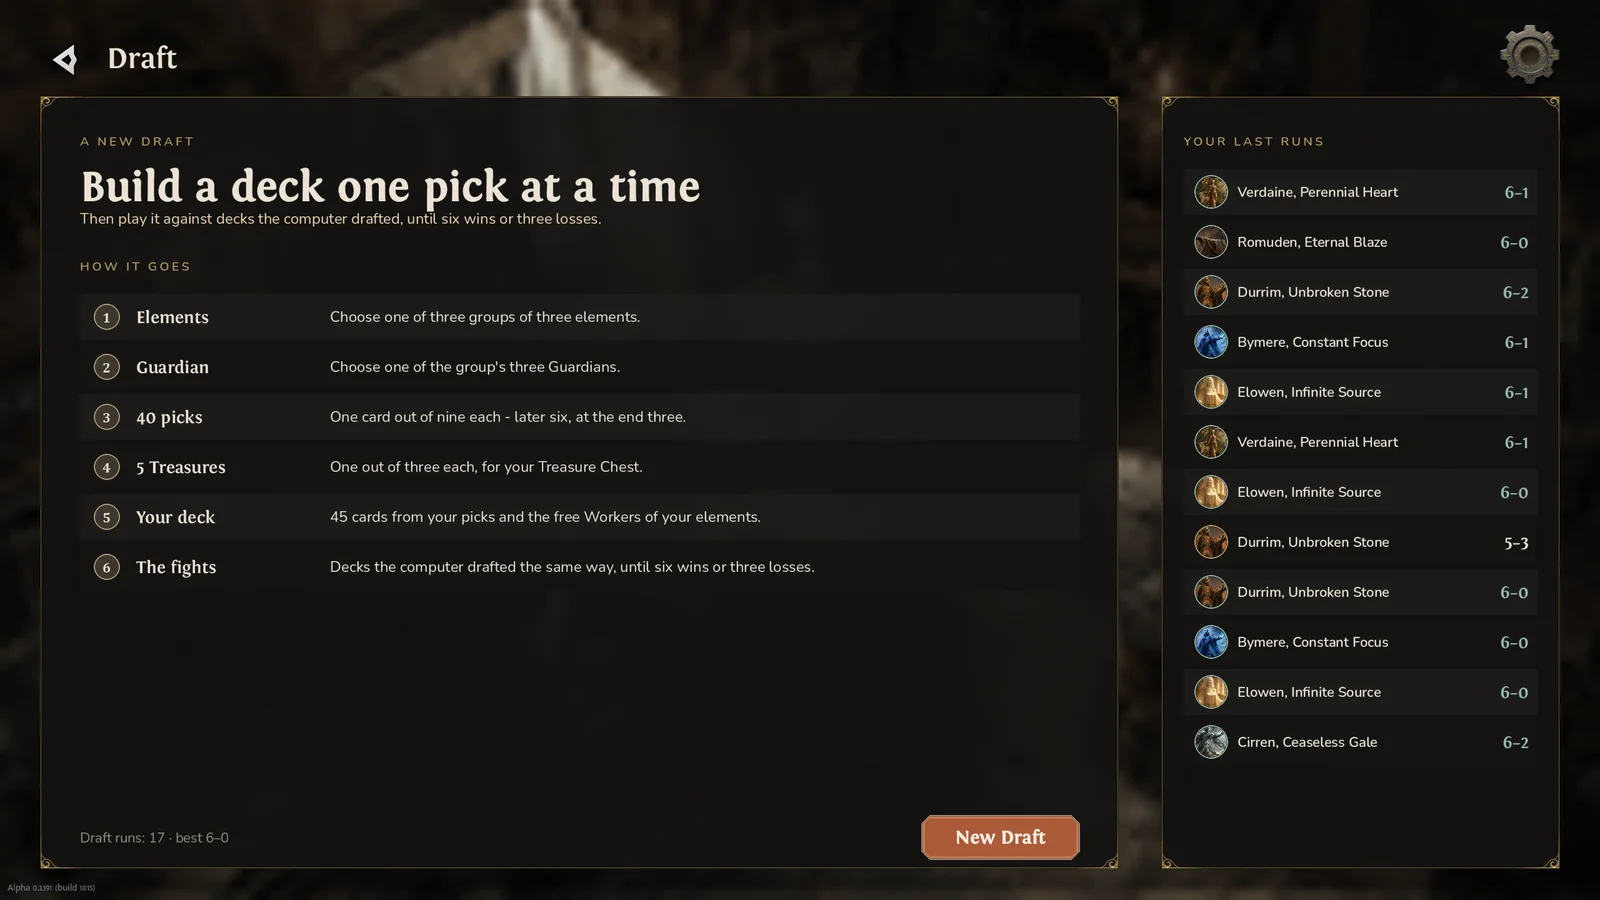 Draft
A NEW DRAFT
Build a deck one pick at a time
Then play it against decks the computer drafted, until six wins or three losses.
HOW IT GOES
1 Elements Choose one of three groups of three elements.
2 Guardian Choose one of the group's three Guardians.
3 40 picks One card out of nine each - later six, at the end three.
4 5 Treasures One out of three each, for your Treasure Chest.
5 Your deck 45 cards from your picks and the free Workers of your elements.
6 The fights Decks the computer drafted the same way, until six wins or three losses.
Draft runs: 17 · best 6–0
New Draft
YOUR LAST RUNS
Verdaine, Perennial Heart 6–1
Romuden, Eternal Blaze 6–0
Durrim, Unbroken Stone 6–2
Bymere, Constant Focus 6–1
Elowen, Infinite Source 6–1
Verdaine, Perennial Heart 6–1
Elowen, Infinite Source 6–0
Durrim, Unbroken Stone 5–3
Durrim, Unbroken Stone 6–0
Bymere, Constant Focus 6–0
Elowen, Infinite Source 6–0
Cirren, Ceaseless Gale 6–2
Alpha 0.3.191 (build 1015)